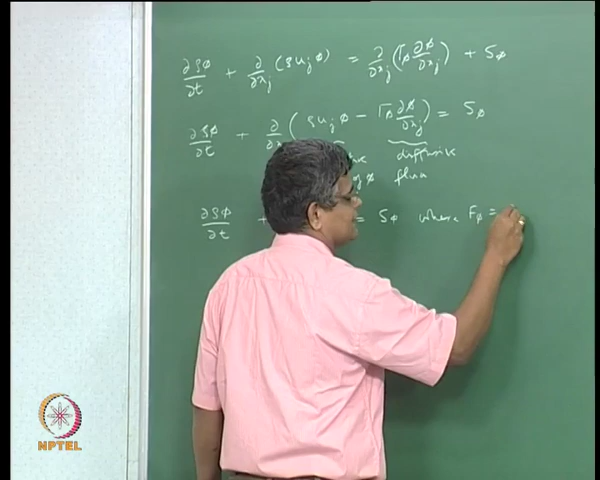 ∂ρφ/∂t + ∂/∂xj (ρujφ) = ∂/∂xj (Γφ ∂φ/∂xj) + Sφ
∂ρφ/∂t + ∂/∂x (ρujφ − Γφ ∂φ/∂xj) = Sφ
diffusive
of φ flux
∂ρφ/∂t + = Sφ where Fφ =
NPTEL